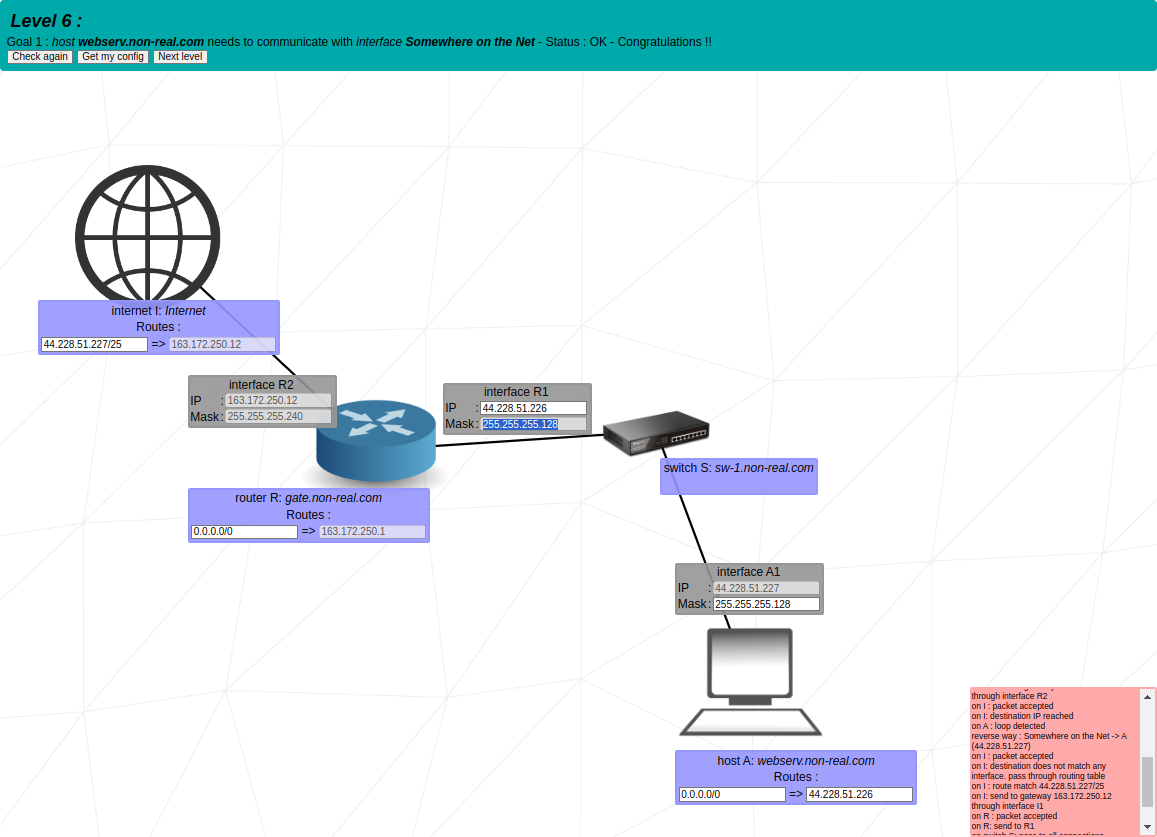 Level 6 :
Goal 1 : host webserv.non-real.com needs to communicate with interface Somewhere on the Net - Status : OK - Congratulations !!
Check again Get my config Next level
internet I: Internet
Routes :
44.228.51.227/25 => 163.172.250.12
interface R2
IP : 163.172.250.12
Mask : 255.255.255.240
interface R1
IP : 44.228.51.226
Mask : 255.255.255.128
switch S: sw-1.non-real.com
router R: gate.non-real.com
Routes :
0.0.0.0/0 => 163.172.250.1
interface A1
IP : 44.228.51.227
Mask : 255.255.255.128
host A: webserv.non-real.com
Routes :
0.0.0.0/0 => 44.228.51.226
through interface R2
on I : packet accepted
on I: destination IP reached
on A : loop detected
reverse way : Somewhere on the Net -> A
(44.228.51.227)
on I : packet accepted
on I: destination does not match any
interface. pass through routing table
on I : route match 44.228.51.227/25
on I: send to gateway 163.172.250.12
through interface I1
on R : packet accepted
on R: send to R1